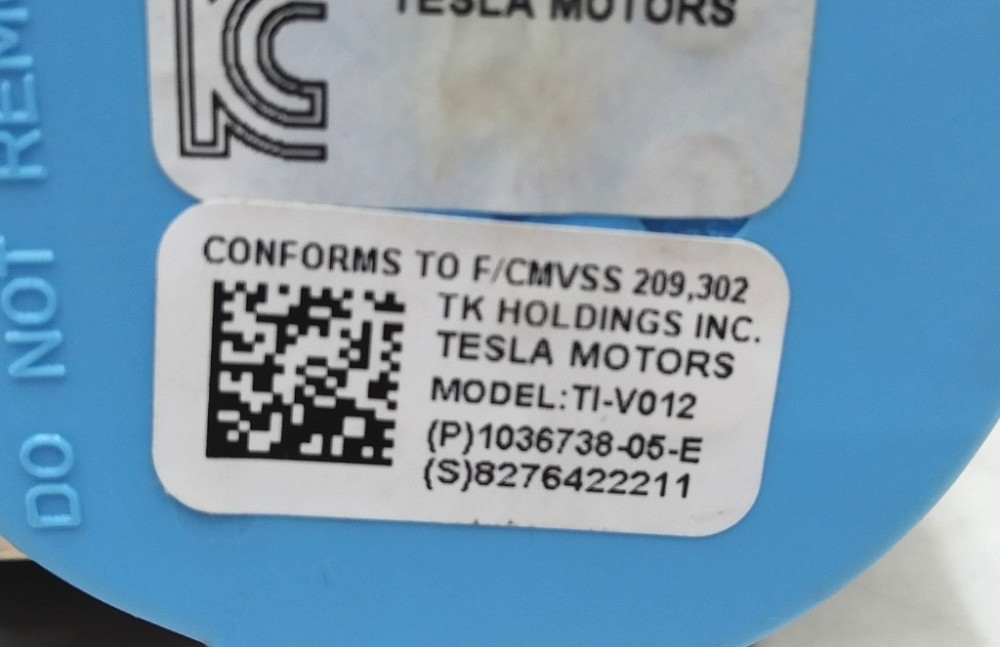 TESLA MOTORS
KC
DO NOT REM
CONFORMS TO F/CMVSS 209,302
TK HOLDINGS INC.
TESLA MOTORS
MODEL:TI-V012
(P)1036738-05-E
(S)8276422211